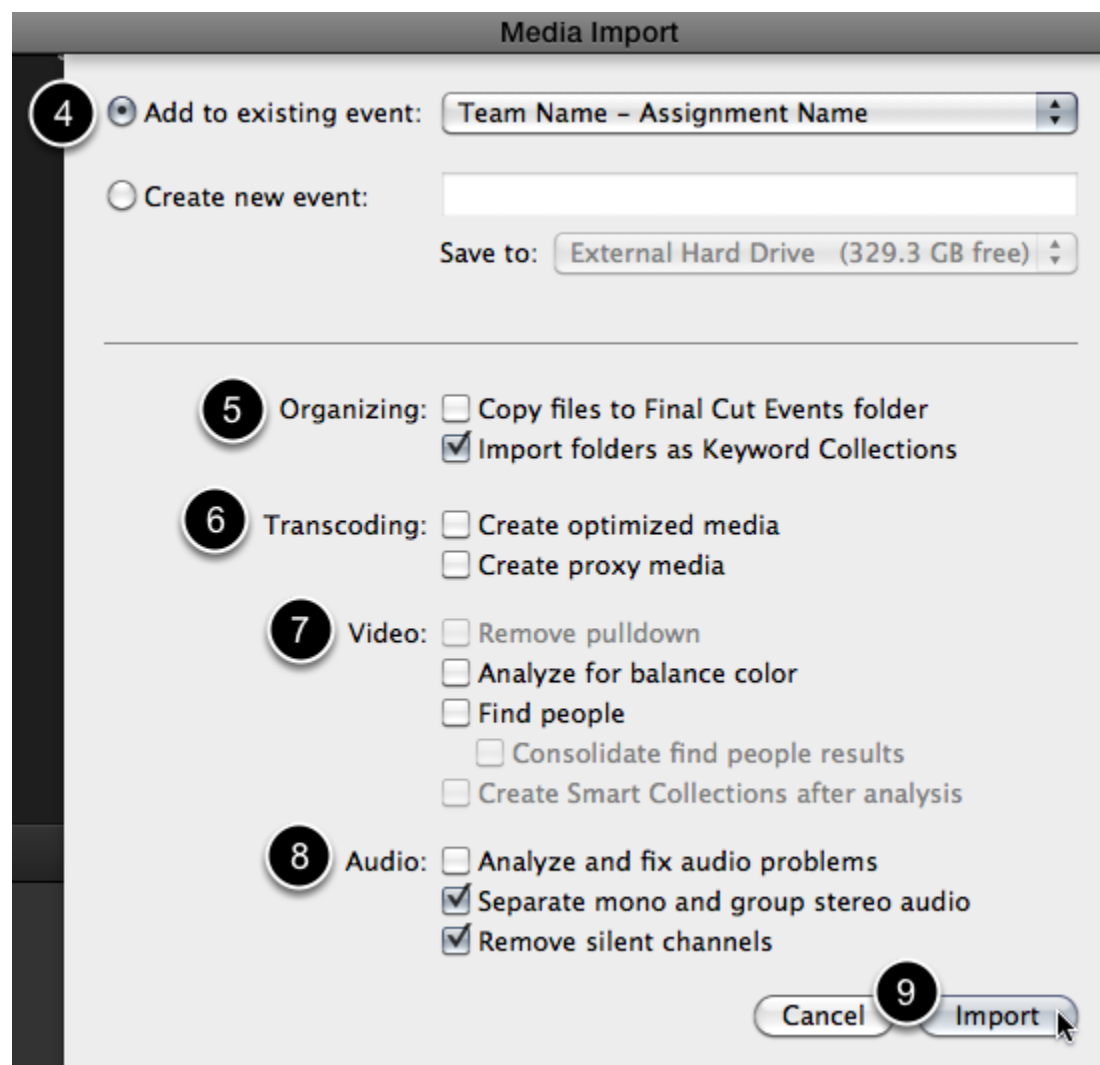 Media Import
4 Add to existing event: Team Name – Assignment Name
Create new event:
Save to: External Hard Drive (329.3 GB free)
5 Organizing: Copy files to Final Cut Events folder
Import folders as Keyword Collections
6 Transcoding: Create optimized media
Create proxy media
7 Video: Remove pulldown
Analyze for balance color
Find people
Consolidate find people results
Create Smart Collections after analysis
8 Audio: Analyze and fix audio problems
Separate mono and group stereo audio
Remove silent channels
Cancel 9 Import